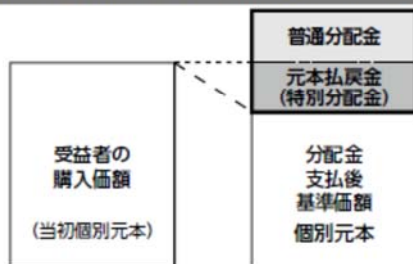 普通分配金
元本払戻金
(特別分配金)
受益者の
購入価額
(当初個別元本)
分配金
支払後
基準価額
個別元本